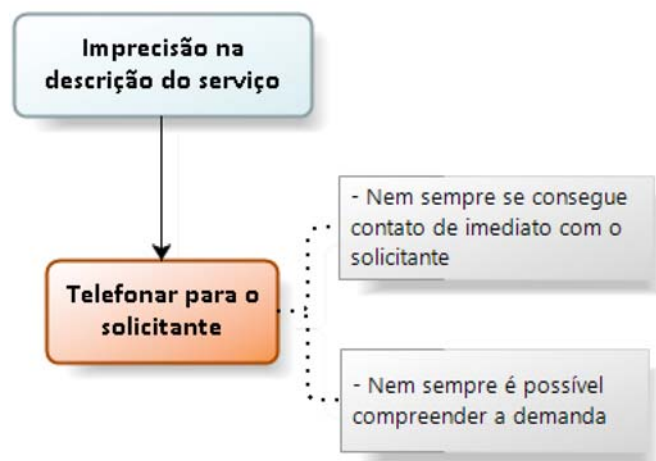 Imprecisão na
descrição do serviço
Telefonar para o
solicitante
- Nem sempre se consegue
contato de imediato com o
solicitante
- Nem sempre é possível
compreender a demanda